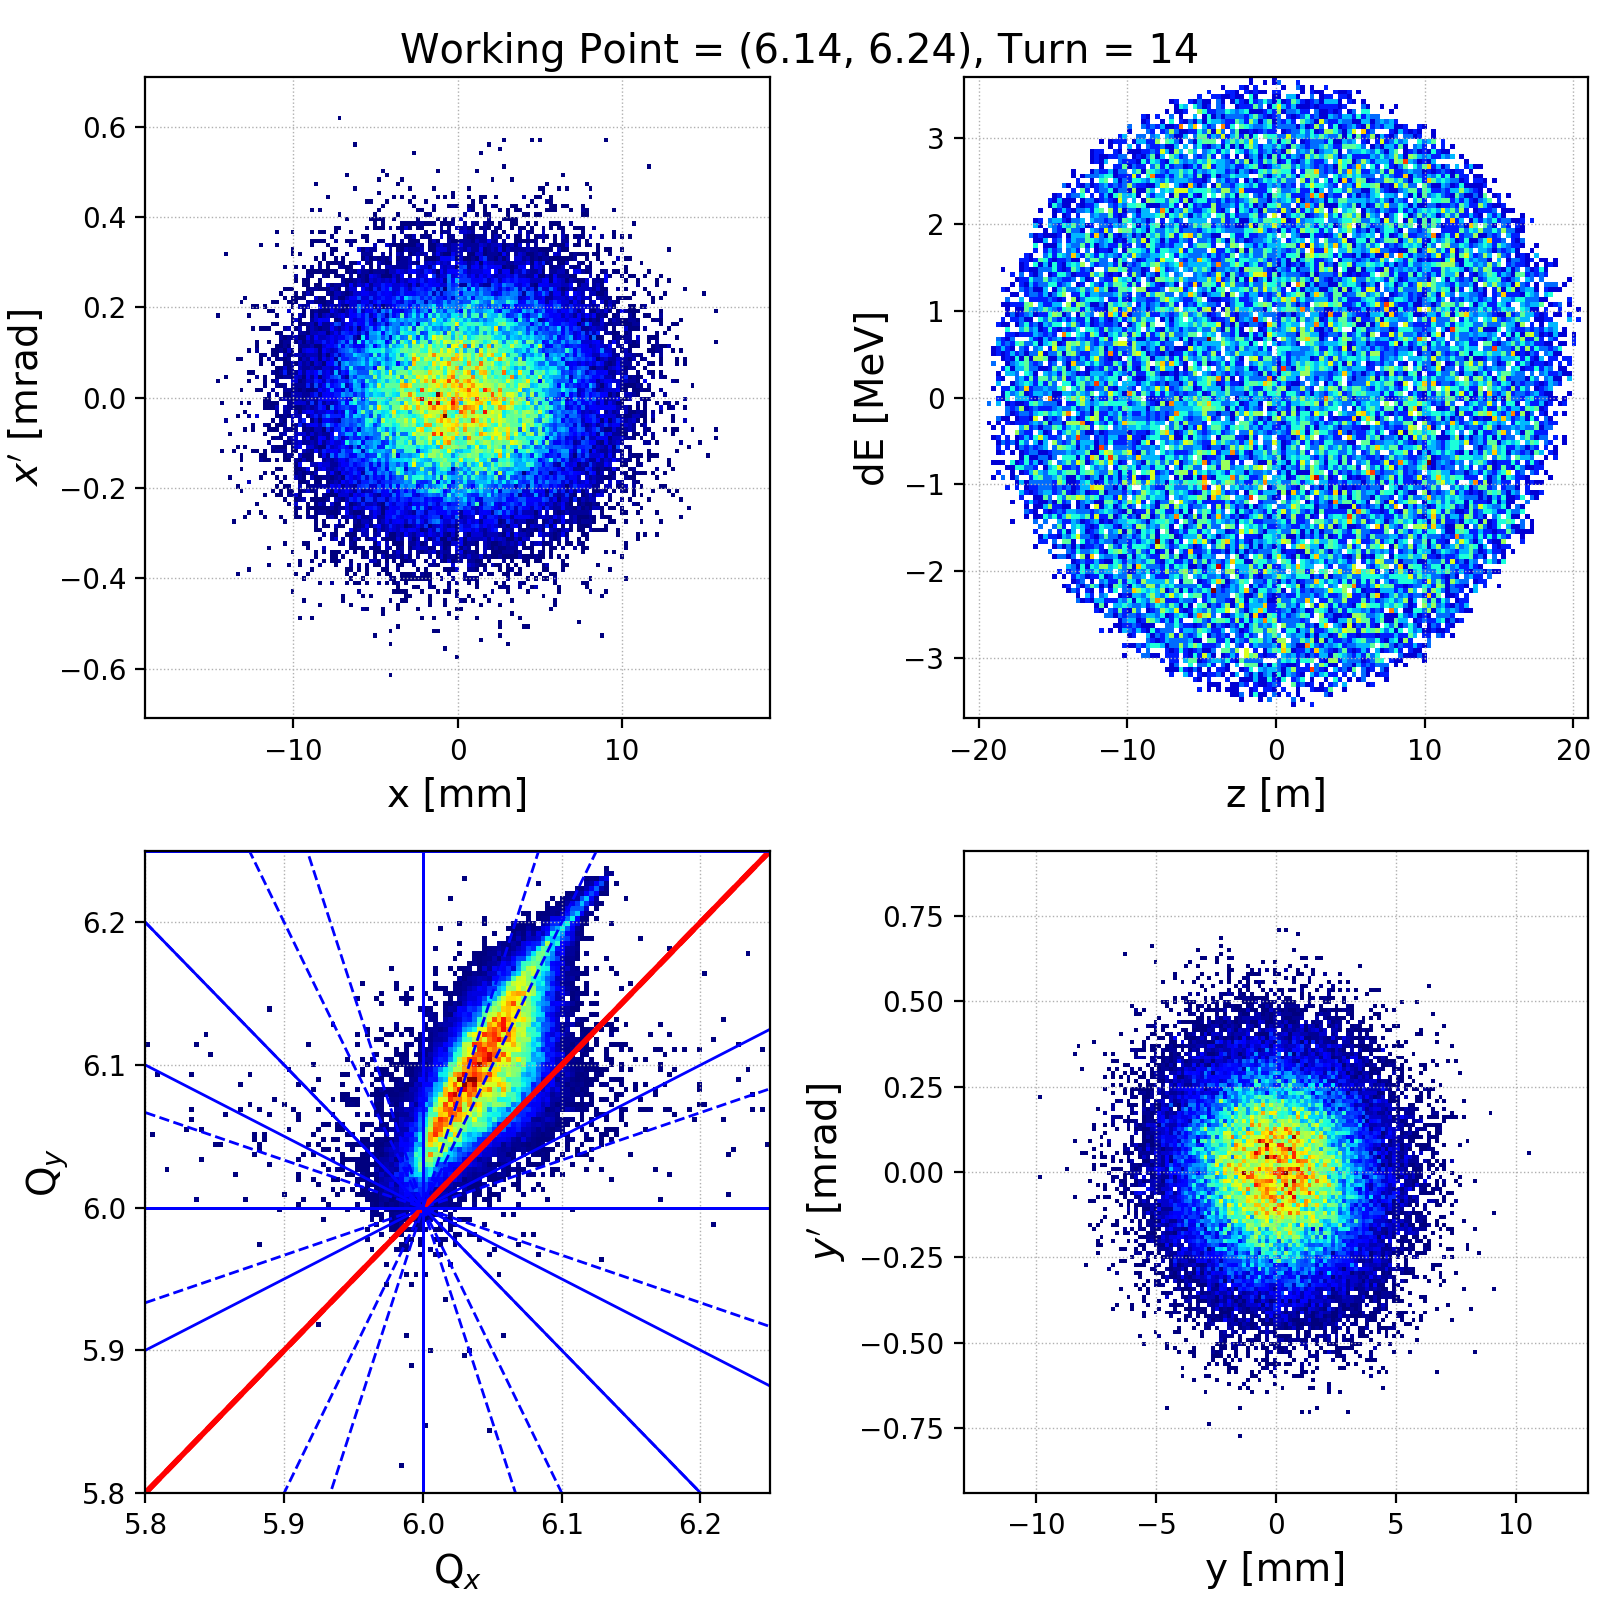 Working Point = (6.14, 6.24), Turn = 14
0.6
0.4
0.2
0.0
−0.2
−0.4
−0.6
x′ [mrad]
−10 0 10
x [mm]
3
2
1
0
−1
−2
−3
dE [MeV]
−20 −10 0 10 20
z [m]
6.2
6.1
6.0
5.9
5.8
Qy
5.8 5.9 6.0 6.1 6.2
Qx
0.75
0.50
0.25
0.00
−0.25
−0.50
−0.75
y′ [mrad]
−10 −5 0 5 10
y [mm]